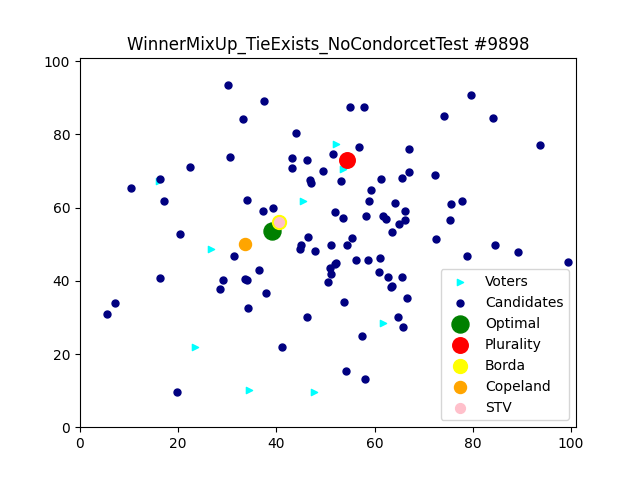 WinnerMixUp_TieExists_NoCondorcetTest #9898
100
80
60
40
20
0
0 20 40 60 80 100
Voters
Candidates
Optimal
Plurality
Borda
Copeland
STV